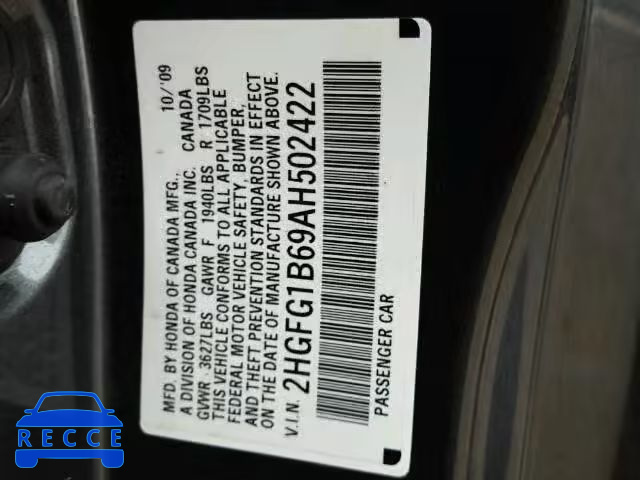 MFD. BY HONDA OF CANADA MFG., 10/'09
A DIVISION OF HONDA CANADA INC. CANADA
GVWR 3627LBS GAWR F 1940LBS R 1709LBS
THIS VEHICLE CONFORMS TO ALL APPLICABLE
FEDERAL MOTOR VEHICLE SAFETY, BUMPER,
AND THEFT PREVENTION STANDARDS IN EFFECT
ON THE DATE OF MANUFACTURE SHOWN ABOVE.
V.I.N. 2HGFG1B69AH502422
PASSENGER CAR
RECCE